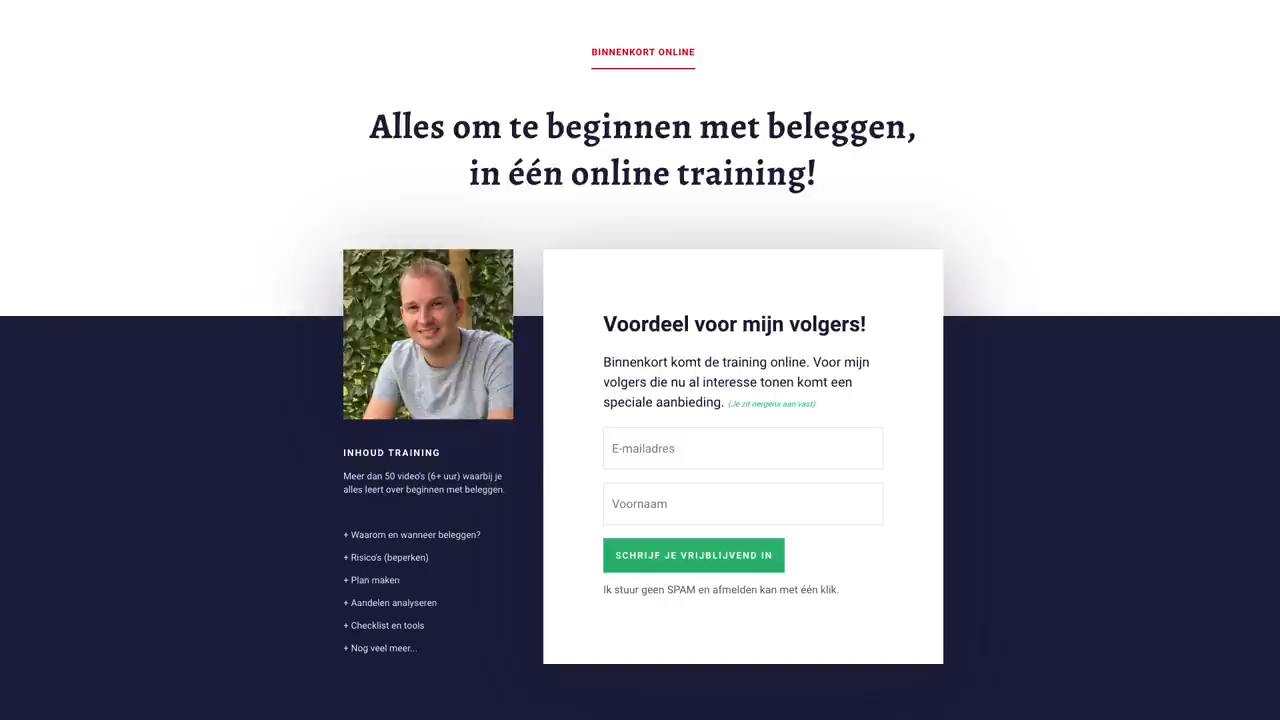 BINNENKORT ONLINE
Alles om te beginnen met beleggen,
in één online training!
INHOUD TRAINING
Meer dan 50 video's (6+ uur) waarbij je
alles leert over beginnen met beleggen.
+ Waarom en wanneer beleggen?
+ Risico's (beperken)
+ Plan maken
+ Aandelen analyseren
+ Checklist en tools
+ Nog veel meer...
Voordeel voor mijn volgers!
Binnenkort komt de training online. Voor mijn
volgers die nu al interesse tonen komt een
speciale aanbieding. (Je zit nergens aan vast)
E-mailadres
Voornaam
SCHRIJF JE VRIJBLIJVEND IN
Ik stuur geen SPAM en afmelden kan met één klik.